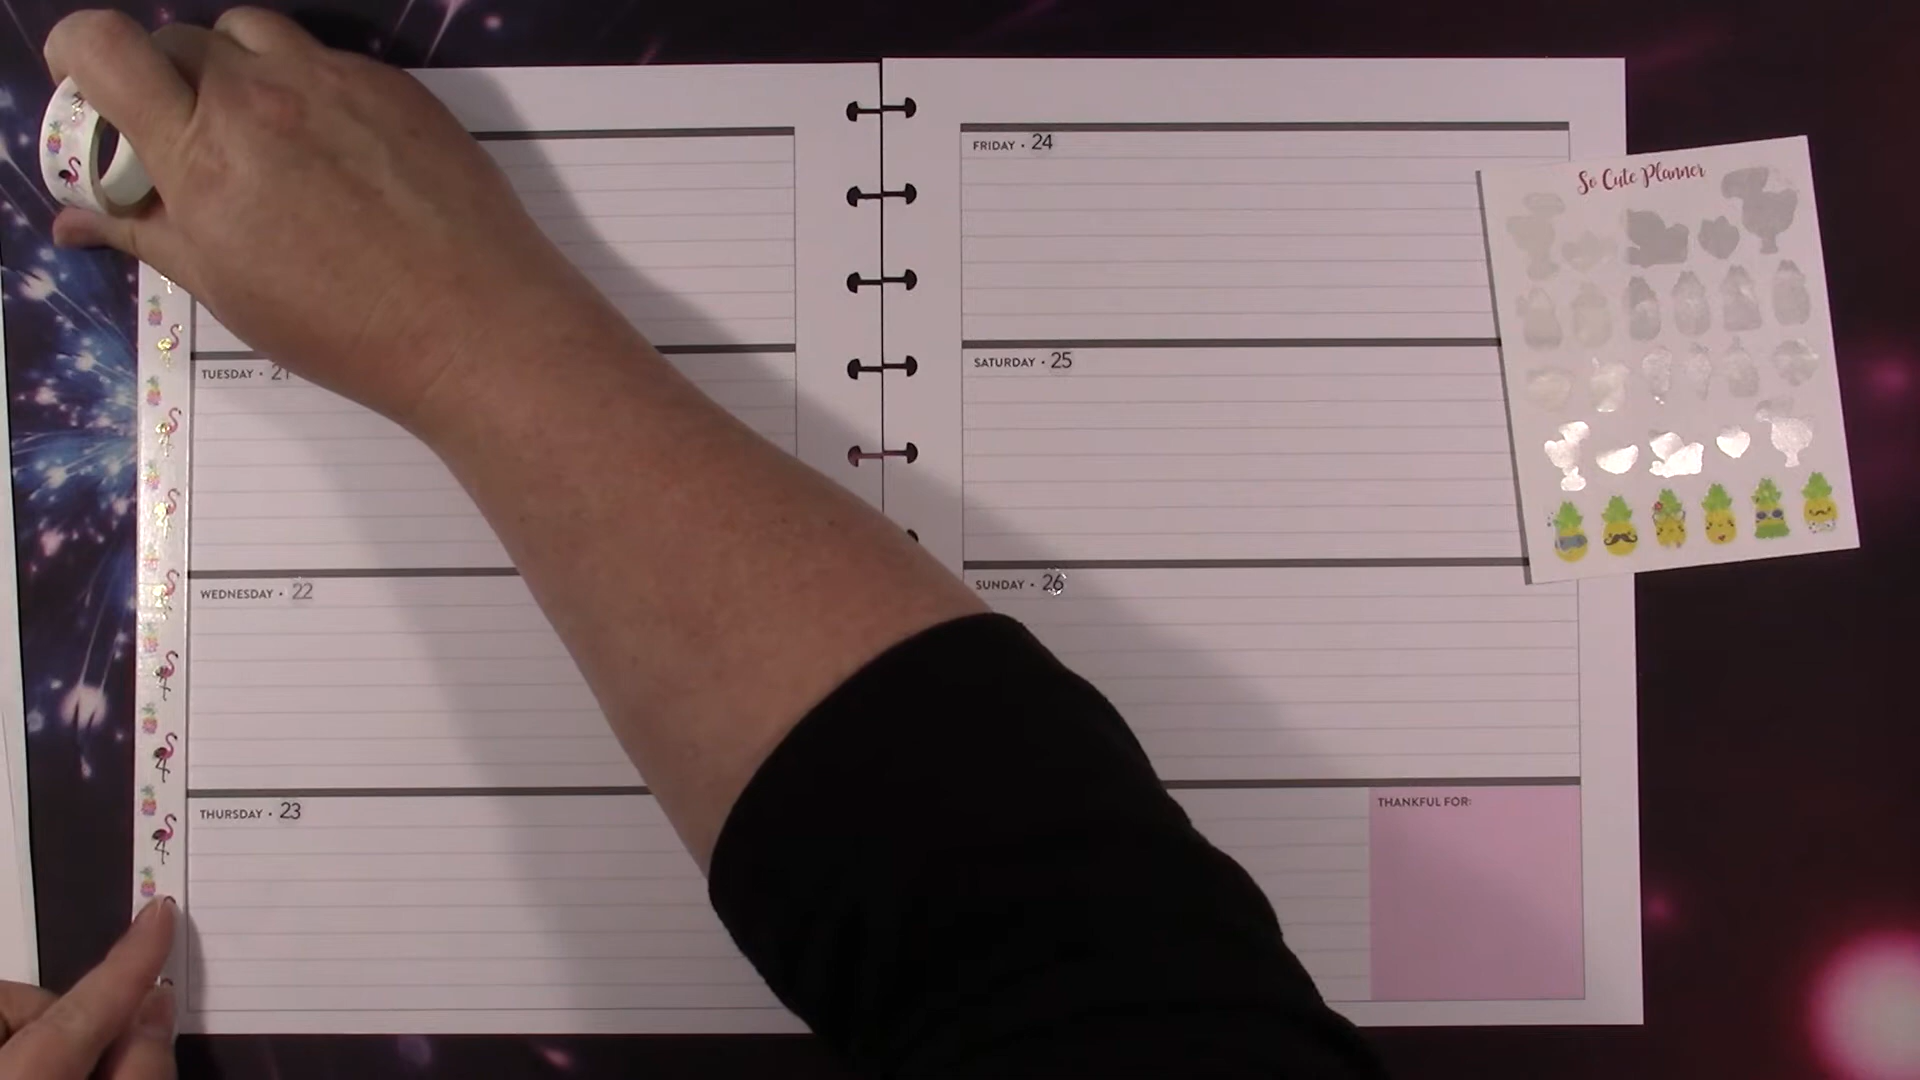 TUESDAY • 21
WEDNESDAY • 22
THURSDAY • 23
FRIDAY • 24
SATURDAY • 25
SUNDAY • 26
THANKFUL FOR:
So Cute Planner